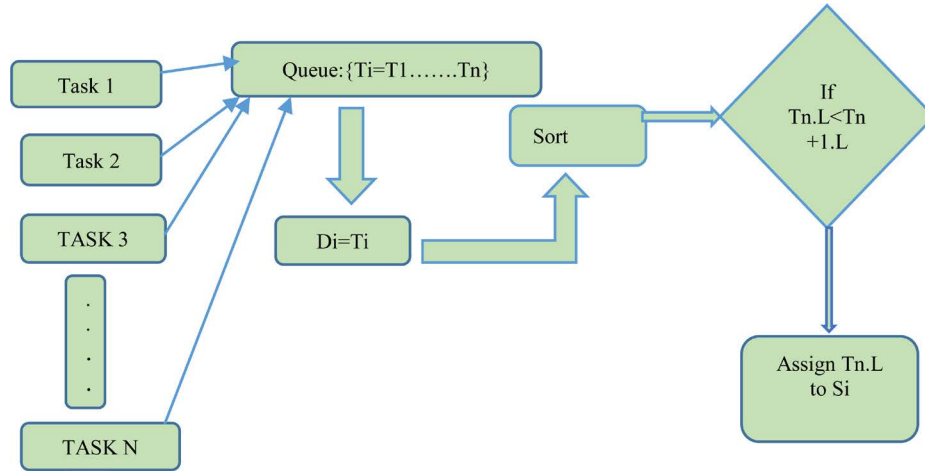 Task 1
Task 2
TASK 3
.
.
.
.
TASK N
Queue:{Ti=T1…….Tn}
Di=Ti
Sort
If
Tn.L<Tn
+1.L
Assign Tn.L
to Si